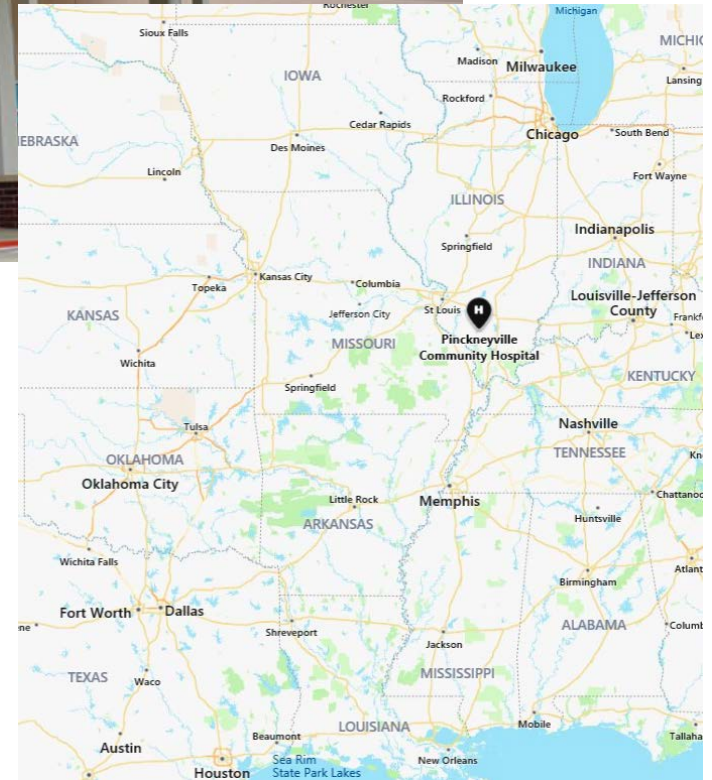 Rochester
Michigan
Sioux Falls
MICHIC
Madison
Milwaukee
IOWA
Lansing
Rockford
Cedar Rapids
Chicago
South Bend
EBRASKA
Des Moines
Lincoln
Fort Wayne
ILLINOIS
Indianapolis
Springfield
INDIANA
Kansas City
Topeka
Columbia
Louisville-Jefferson
County
St Louis
H
Jefferson City
Frankf
KANSAS
Pinckneyville
Community Hospital
Lex
MISSOURI
Wichita
KENTUCKY
Springfield
Nashville
Tulsa
TENNESSEE
Kn
OKLAHOMA
Oklahoma City
Chattanoo
Little Rock
Memphis
ARKANSAS
Huntsville
Wichita Falls
Atlant
Birmingham
Fort Worth
Dallas
ene
Shreveport
ALABAMA
Columb
Jackson
TEXAS
Waco
MISSISSIPPI
LOUISIANA
Mobile
Austin
Beaumont
Tallaha
Sea Rim
State Park Lakes
New Orleans
Houston